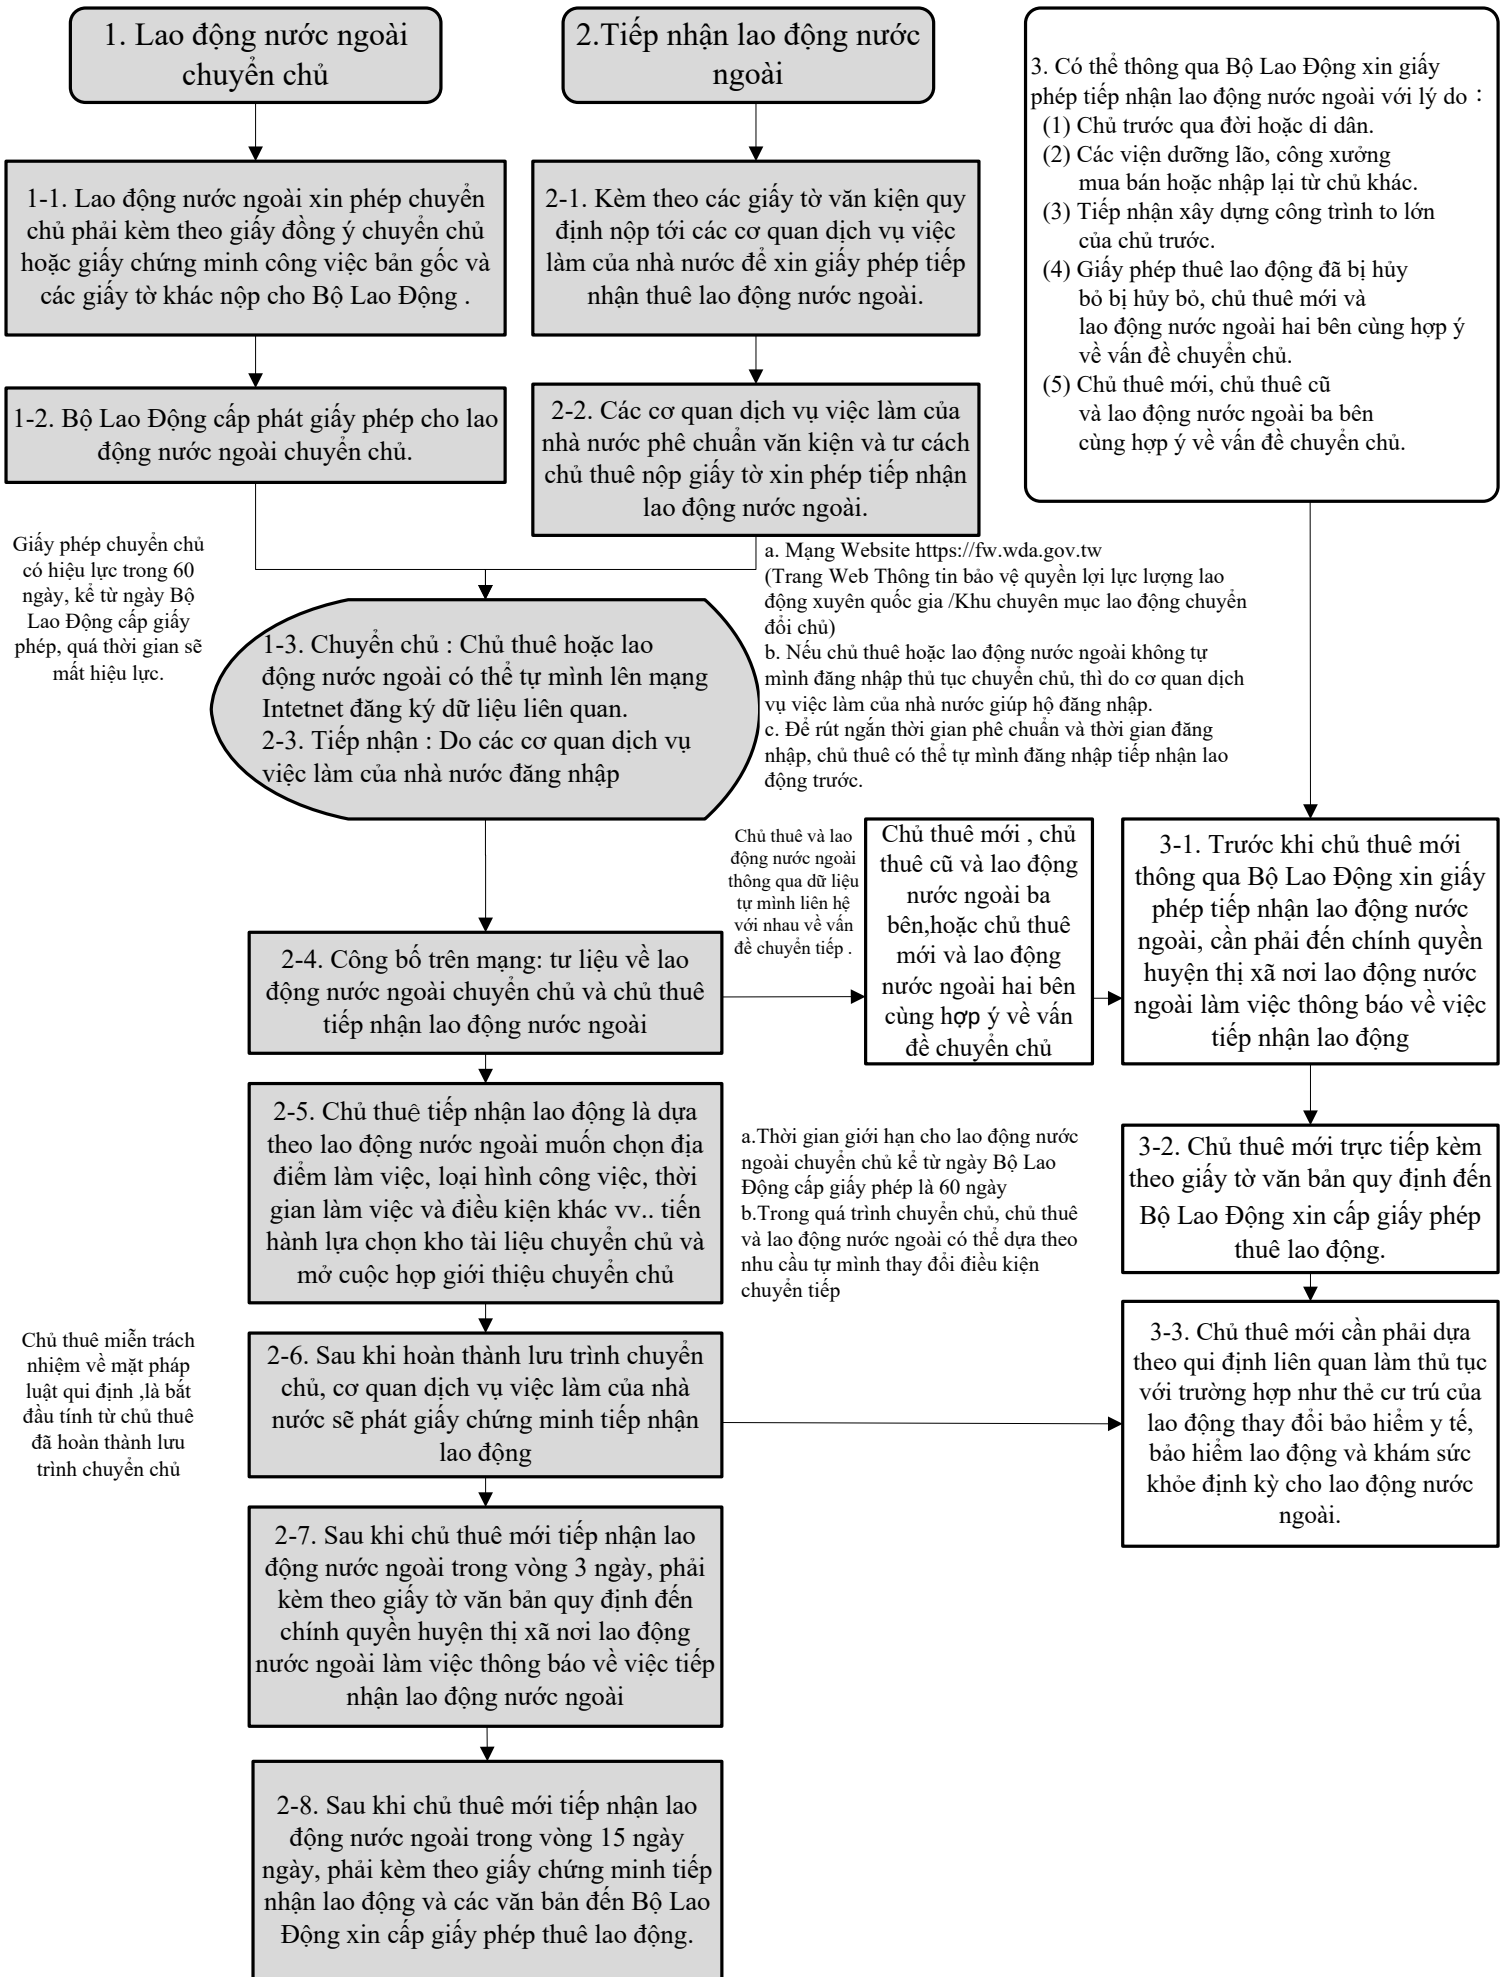 1. Lao động nước ngoài
chuyển chủ
2.Tiếp nhận lao động nước
ngoài
3. Có thể thông qua Bộ Lao Động xin giấy
phép tiếp nhận lao động nước ngoài với lý do：
(1) Chủ trước qua đời hoặc di dân.
(2) Các viện dưỡng lão, công xưởng
mua bán hoặc nhập lại từ chủ khác.
(3) Tiếp nhận xây dựng công trình to lớn
của chủ trước.
(4) Giấy phép thuê lao động đã bị hủy
bỏ bị hủy bỏ, chủ thuê mới và
lao động nước ngoài hai bên cùng hợp ý
về vấn đề chuyển chủ.
(5) Chủ thuê mới, chủ thuê cũ
và lao động nước ngoài ba bên
cùng hợp ý về vấn đề chuyển chủ.
1-1. Lao động nước ngoài xin phép chuyển
chủ phải kèm theo giấy đồng ý chuyển chủ
hoặc giấy chứng minh công việc bản gốc và
các giấy tờ khác nộp cho Bộ Lao Động .
2-1. Kèm theo các giấy tờ văn kiện quy
định nộp tới các cơ quan dịch vụ việc
làm của nhà nước để xin giấy phép tiếp
nhận thuê lao động nước ngoài.
1-2. Bộ Lao Động cấp phát giấy phép cho lao
động nước ngoài chuyển chủ.
2-2. Các cơ quan dịch vụ việc làm của
nhà nước phê chuẩn văn kiện và tư cách
chủ thuê nộp giấy tờ xin phép tiếp nhận
lao động nước ngoài.
Giấy phép chuyển chủ
có hiệu lực trong 60
ngày, kể từ ngày Bộ
Lao Động cấp giấy
phép, quá thời gian sẽ
mất hiệu lực.
a. Mạng Website https://fw.wda.gov.tw
(Trang Web Thông tin bảo vệ quyền lợi lực lượng lao
động xuyên quốc gia /Khu chuyên mục lao động chuyển
đổi chủ)
b. Nếu chủ thuê hoặc lao động nước ngoài không tự
mình đăng nhập thủ tục chuyển chủ, thì do cơ quan dịch
vụ việc làm của nhà nước giúp hộ đăng nhập.
c. Để rút ngắn thời gian phê chuẩn và thời gian đăng
nhập, chủ thuê có thể tự mình đăng nhập tiếp nhận lao
động trước.
1-3. Chuyển chủ : Chủ thuê hoặc lao
động nước ngoài có thể tự mình lên mạng
Intetnet đăng ký dữ liệu liên quan.
2-3. Tiếp nhận : Do các cơ quan dịch vụ
việc làm của nhà nước đăng nhập
Chủ thuê và lao
động nước ngoài
thông qua dữ liệu
tự mình liên hệ
với nhau về vấn
đề chuyển tiếp .
Chủ thuê mới , chủ
thuê cũ và lao động
nước ngoài ba
bên,hoặc chủ thuê
mới và lao động
nước ngoài hai bên
cùng hợp ý về vấn
đề chuyển chủ
3-1. Trước khi chủ thuê mới
thông qua Bộ Lao Động xin giấy
phép tiếp nhận lao động nước
ngoài, cần phải đến chính quyền
huyện thị xã nơi lao động nước
ngoài làm việc thông báo về việc
tiếp nhận lao động
2-4. Công bố trên mạng: tư liệu về lao
động nước ngoài chuyển chủ và chủ thuê
tiếp nhận lao động nước ngoài
2-5. Chủ thuê tiếp nhận lao động là dựa
theo lao động nước ngoài muốn chọn địa
điểm làm việc, loại hình công việc, thời
gian làm việc và điều kiện khác vv.. tiến
hành lựa chọn kho tài liệu chuyển chủ và
mở cuộc họp giới thiệu chuyển chủ
a.Thời gian giới hạn cho lao động nước
ngoài chuyển chủ kể từ ngày Bộ Lao
Động cấp giấy phép là 60 ngày
b.Trong quá trình chuyển chủ, chủ thuê
và lao động nước ngoài có thể dựa theo
nhu cầu tự mình thay đổi điều kiện
chuyển tiếp
3-2. Chủ thuê mới trực tiếp kèm
theo giấy tờ văn bản quy định đến
Bộ Lao Động xin cấp giấy phép
thuê lao động.
Chủ thuê miễn trách
nhiệm về mặt pháp
luật qui định ,là bắt
đầu tính từ chủ thuê
đã hoàn thành lưu
trình chuyển chủ
2-6. Sau khi hoàn thành lưu trình chuyển
chủ, cơ quan dịch vụ việc làm của nhà
nước sẽ phát giấy chứng minh tiếp nhận
lao động
3-3. Chủ thuê mới cần phải dựa
theo qui định liên quan làm thủ tục
với trường hợp như thẻ cư trú của
lao động thay đổi bảo hiểm y tế,
bảo hiểm lao động và khám sức
khỏe định kỳ cho lao động nước
ngoài.
2-7. Sau khi chủ thuê mới tiếp nhận lao
động nước ngoài trong vòng 3 ngày, phải
kèm theo giấy tờ văn bản quy định đến
chính quyền huyện thị xã nơi lao động
nước ngoài làm việc thông báo về việc tiếp
nhận lao động nước ngoài
2-8. Sau khi chủ thuê mới tiếp nhận lao
động nước ngoài trong vòng 15 ngày
ngày, phải kèm theo giấy chứng minh tiếp
nhận lao động và các văn bản đến Bộ Lao
Động xin cấp giấy phép thuê lao động.